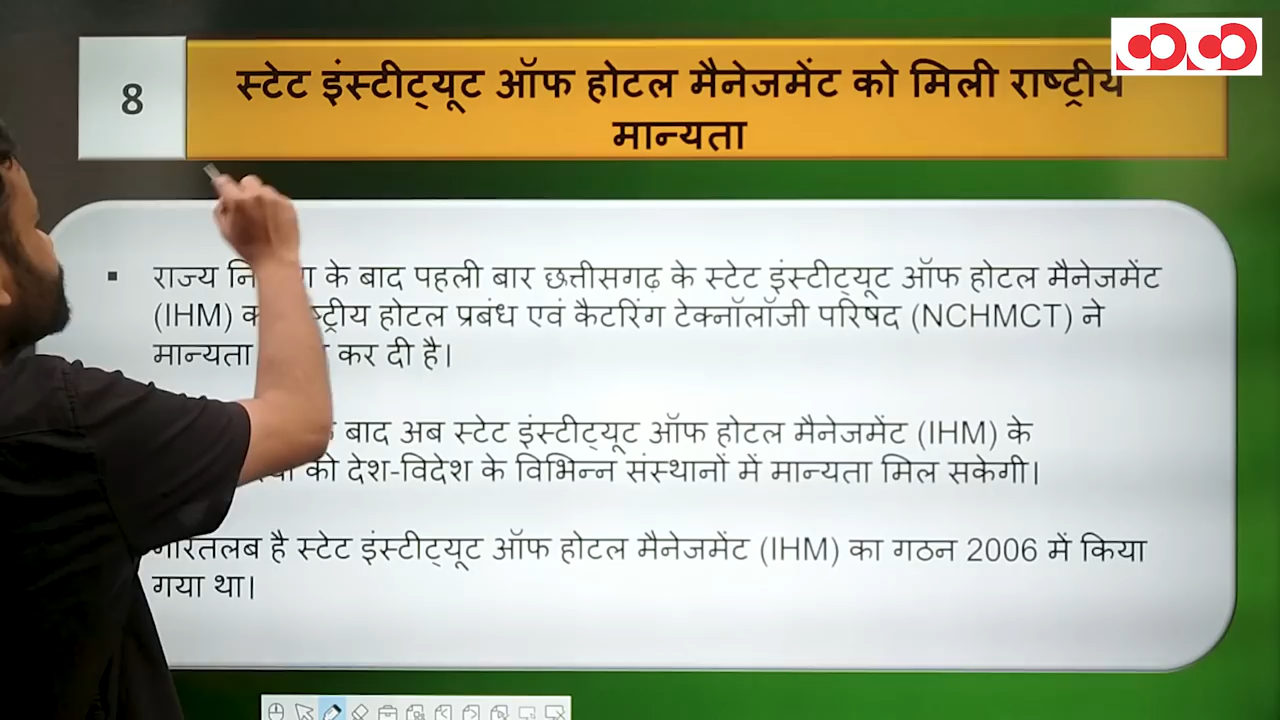 8
स्टेट इंस्टीट्यूट ऑफ होटल मैनेजमेंट को मिली राष्ट्रीय
मान्यता
राज्य के बाद पहली बार छत्तीसगढ़ के स्टेट इंस्टीट्यूट ऑफ होटल मैनेजमेंट
(IHM) होटल प्रबंध एवं कैटरिंग टेक्नॉलॉजी परिषद (NCHMCT) ने
मान्यता कर दी है।
बाद अब स्टेट इंस्टीट्यूट ऑफ होटल मैनेजमेंट (IHM) के
को देश-विदेश के विभिन्न संस्थानों में मान्यता मिल सकेगी।
है स्टेट इंस्टीट्यूट ऑफ होटल मैनेजमेंट (IHM) का गठन 2006 में किया
गया था।